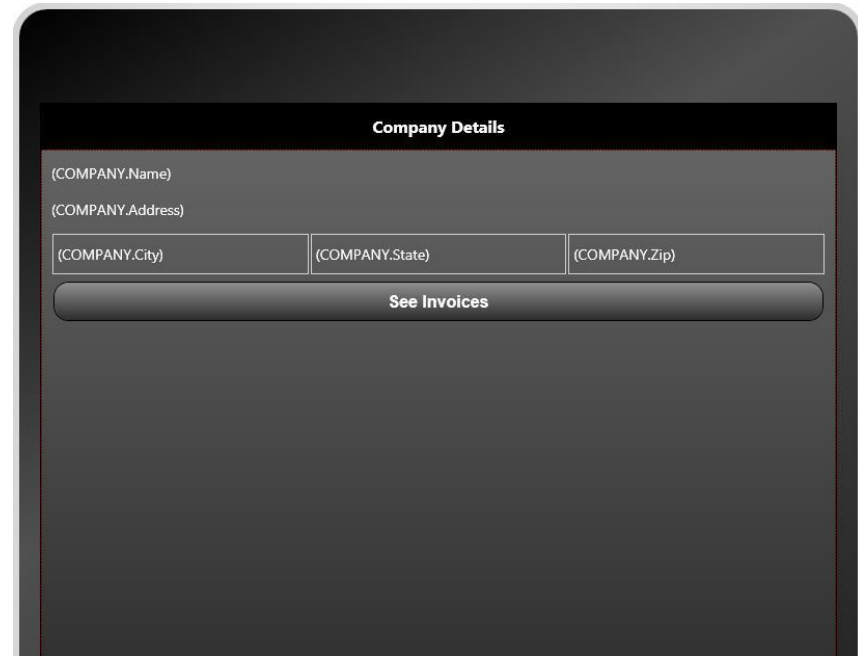 Company Details
(COMPANY.Name)
(COMPANY.Address)
(COMPANY.City) (COMPANY.State) (COMPANY.Zip)
See Invoices